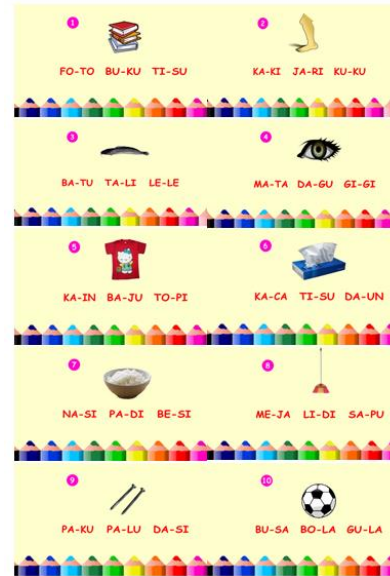 1
FO-TO BU-KU TI-SU
2
KA-KI JA-RI KU-KU
3
BA-TU TA-LI LE-LE
4
MA-TA DA-GU GI-GI
5
KA-IN BA-JU TO-PI
6
KA-CA TI-SU DA-UN
7
NA-SI PA-DI BE-SI
8
ME-JA LI-DI SA-PU
9
PA-KU PA-LU DA-SI
10
BU-SA BO-LA GU-LA